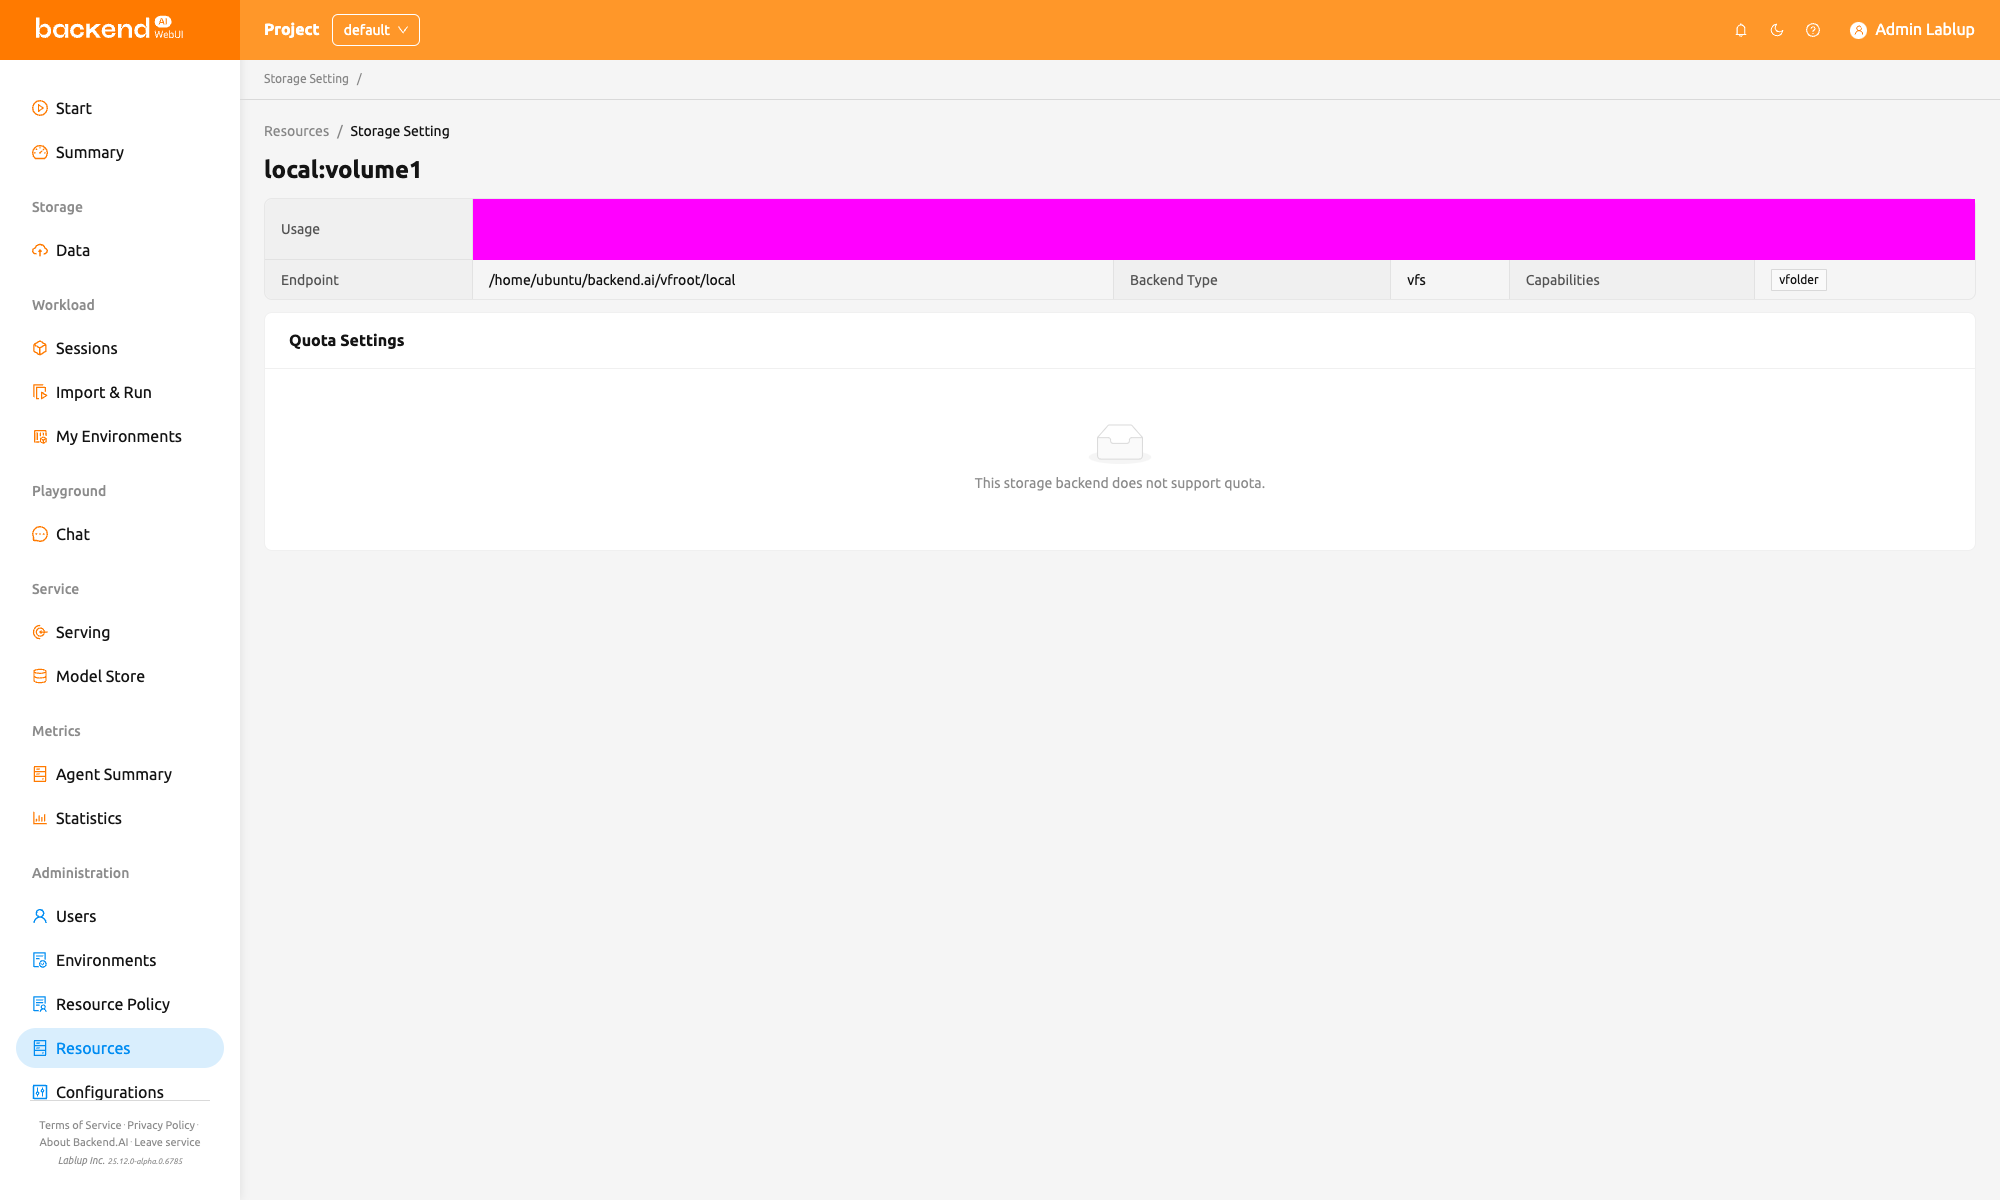 backend AI WebUI
Project default
Admin Lablup
Storage Setting /
Resources / Storage Setting
local:volume1
Usage
Endpoint /home/ubuntu/backend.ai/vfroot/local Backend Type vfs Capabilities vfolder
Quota Settings
This storage backend does not support quota.
Start
Summary
Storage
Data
Workload
Sessions
Import & Run
My Environments
Playground
Chat
Service
Serving
Model Store
Metrics
Agent Summary
Statistics
Administration
Users
Environments
Resource Policy
Resources
Configurations
Terms of Service · Privacy Policy ·
About Backend.AI · Leave service
Lablup Inc. 25.12.0-alpha.0.6785